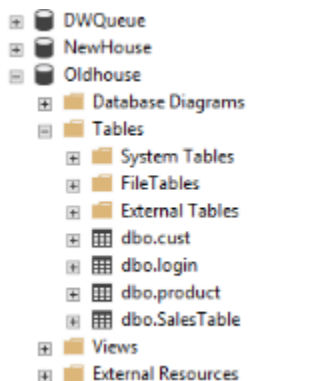 DWQueue
NewHouse
Oldhouse
Database Diagrams
Tables
System Tables
FileTables
External Tables
dbo.cust
dbo.login
dbo.product
dbo.SalesTable
Views
External Resources